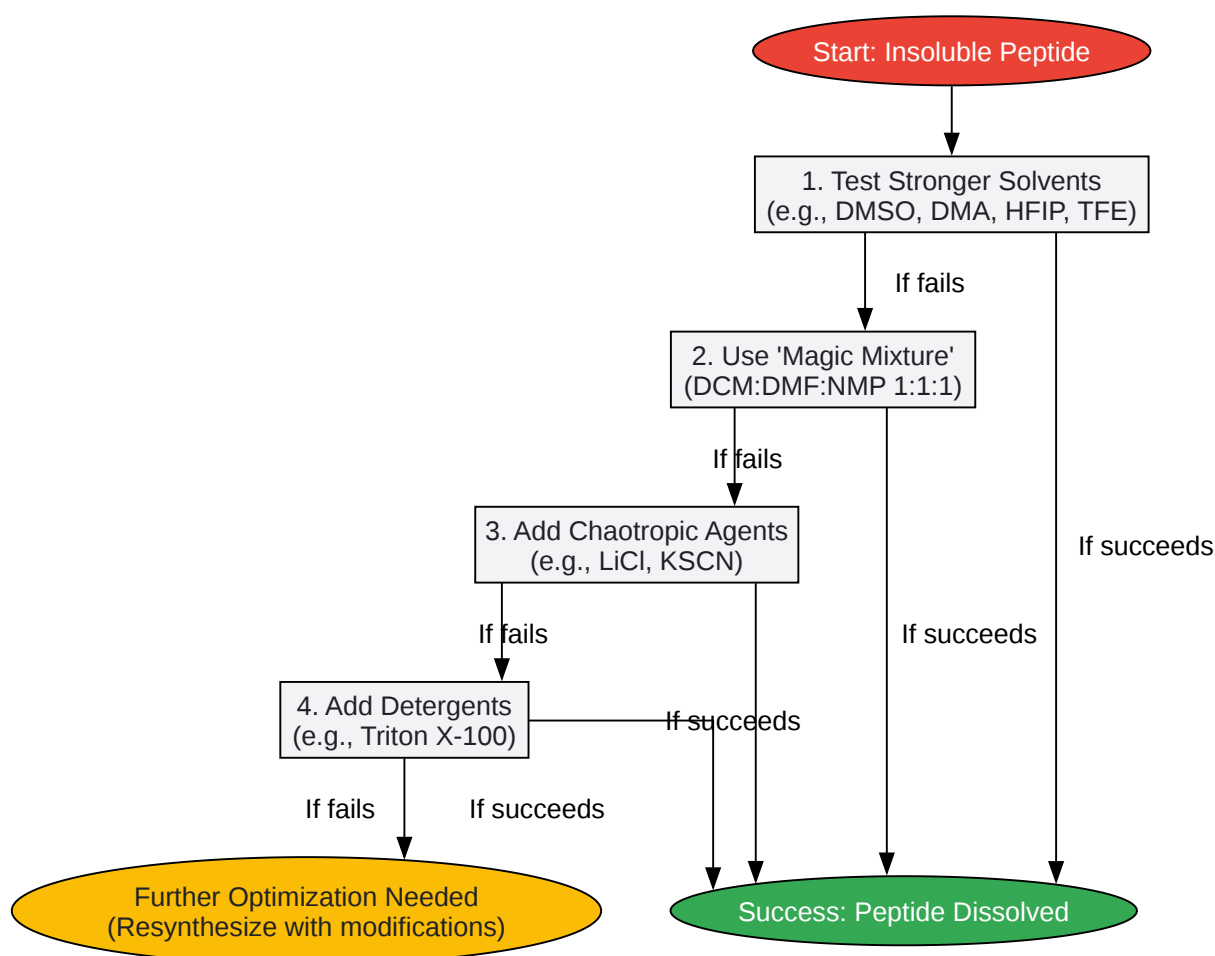 Start: Insoluble Peptide
1. Test Stronger Solvents
(e.g., DMSO, DMA, HFIP, TFE)
If fails
2. Use 'Magic Mixture'
(DCM:DMF:NMP 1:1:1)
If fails
3. Add Chaotropic Agents
(e.g., LiCl, KSCN)
If succeeds
If fails
If succeeds
4. Add Detergents
(e.g., Triton X-100)
If succeeds
If fails
If succeeds
Further Optimization Needed
(Resynthesize with modifications)
Success: Peptide Dissolved